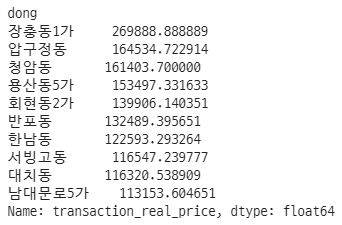 dong
장충동1가 269888.888889
압구정동 164534.722914
청암동 161403.700000
용산동5가 153497.331633
회현동2가 139906.140351
반포동 132489.395651
한남동 122593.293264
서빙고동 116547.239777
대치동 116320.538909
남대문로5가 113153.604651
Name: transaction_real_price, dtype: float64